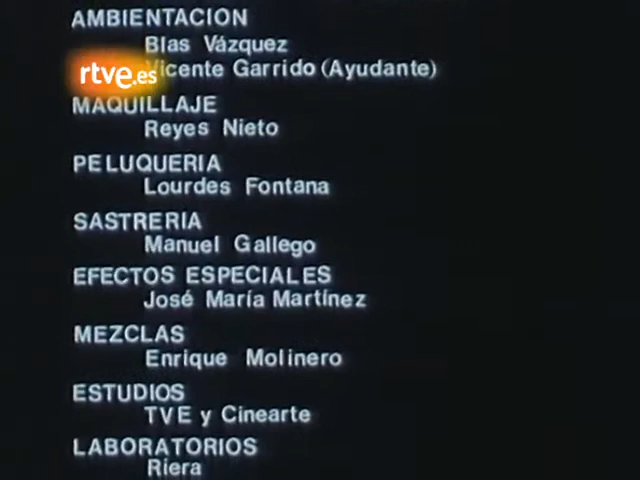 AMBIENTACION
Blas Vázquez
rtve.es
Vicente Garrido (Ayudante)
MAQUILLAJE
Reyes Nieto
PELUQUERIA
Lourdes Fontana
SASTRERIA
Manuel Gallego
EFECTOS ESPECIALES
José María Martínez
MEZCLAS
Enrique Molinero
ESTUDIOS
TVE y Cinearte
LABORATORIOS
Riera